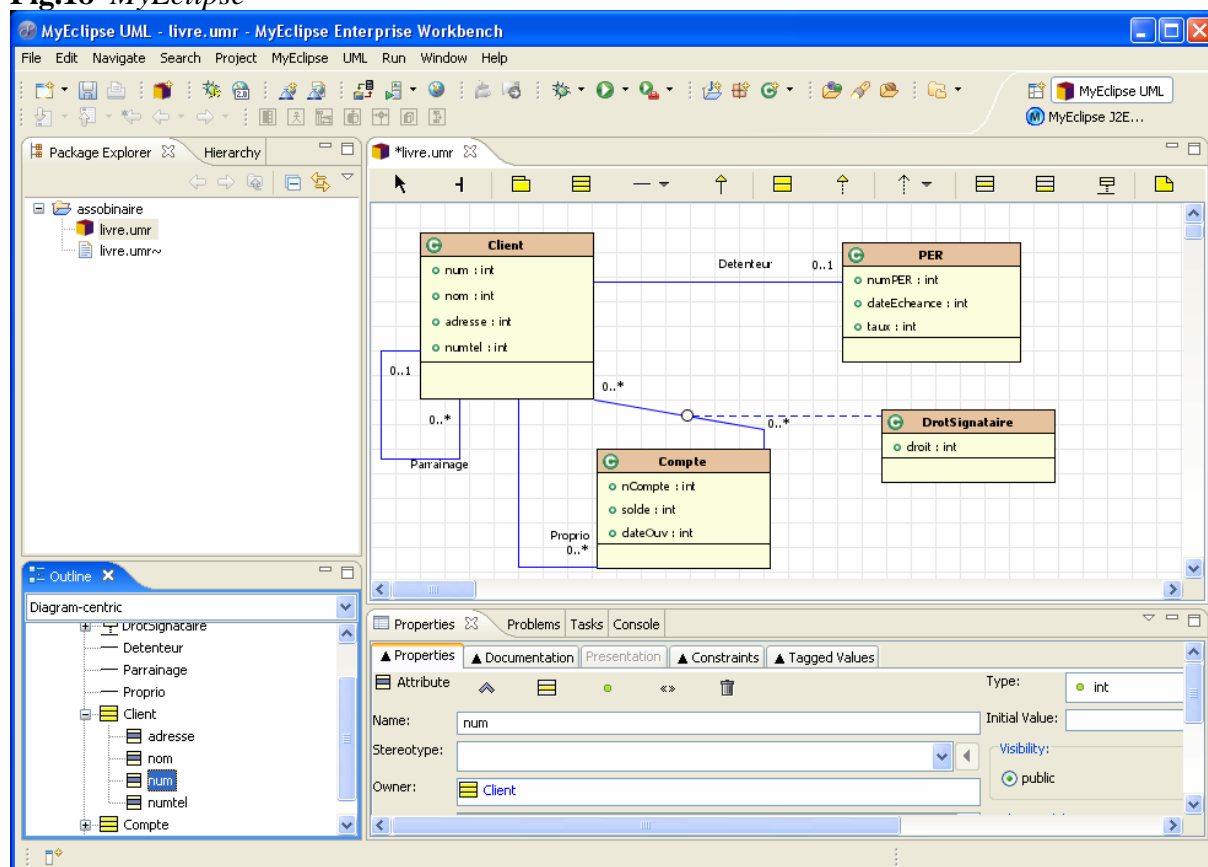 Fig.18 MyEclipse
MyEclipse UML - livre.umr - MyEclipse Enterprise Workbench
File Edit Navigate Search Project MyEclipse UML Run Window Help
MyEclipse UML
MyEclipse J2E...
Package Explorer Hierarchy
assobinaire
livre.umr
livre.umr~
*livre.umr
Client
num : int
nom : int
adresse : int
numtel : int
Detenteur 0..1
PER
numPER : int
dateEcheance : int
taux : int
0..1
0..*
Parrainage
0..*
0..*
DrotSignataire
droit : int
Compte
nCompte : int
solde : int
dateOuv : int
Proprio
0..*
Outline
Diagram-centric
DrotSignataire
Detenteur
Parrainage
Proprio
Client
adresse
nom
num
numtel
Compte
Properties Problems Tasks Console
Properties Documentation Presentation Constraints Tagged Values
Attribute
Type: int
Name: num
Initial Value:
Stereotype:
Visibility:
public
Owner: Client